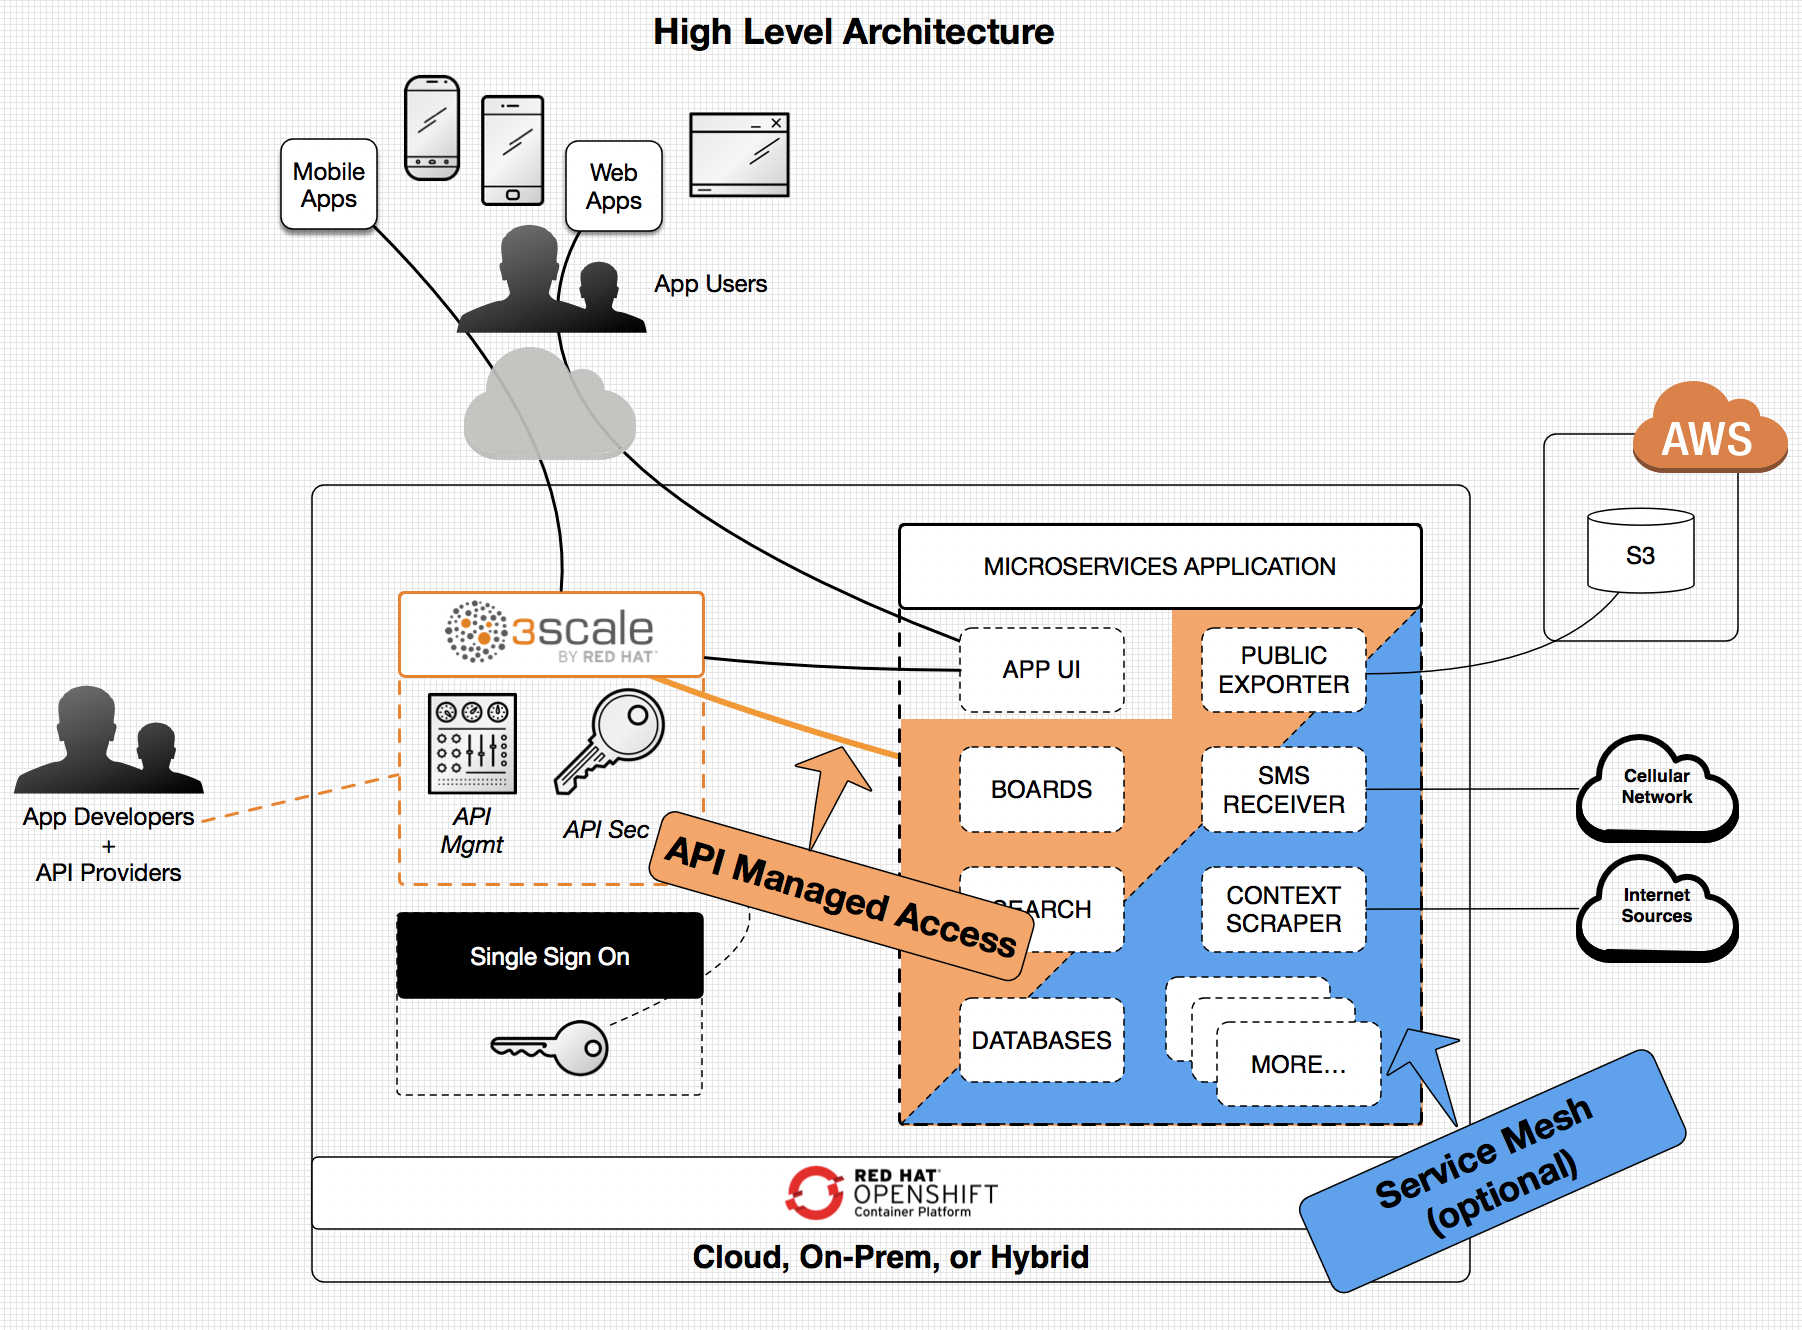 High Level Architecture
Mobile
Apps
Web
Apps
App Users
AWS
S3
MICROSERVICES APPLICATION
3scale
BY RED HAT
APP UI
PUBLIC
EXPORTER
BOARDS
SMS
RECEIVER
Cellular
Network
API
Mgmt
API Sec
App Developers
+
API Providers
API Managed Access
SEARCH
CONTEXT
SCRAPER
Internet
Sources
Single Sign On
DATABASES
MORE...
Service Mesh
(optional)
RED HAT
OPENSHIFT
Container Platform
Cloud, On-Prem, or Hybrid